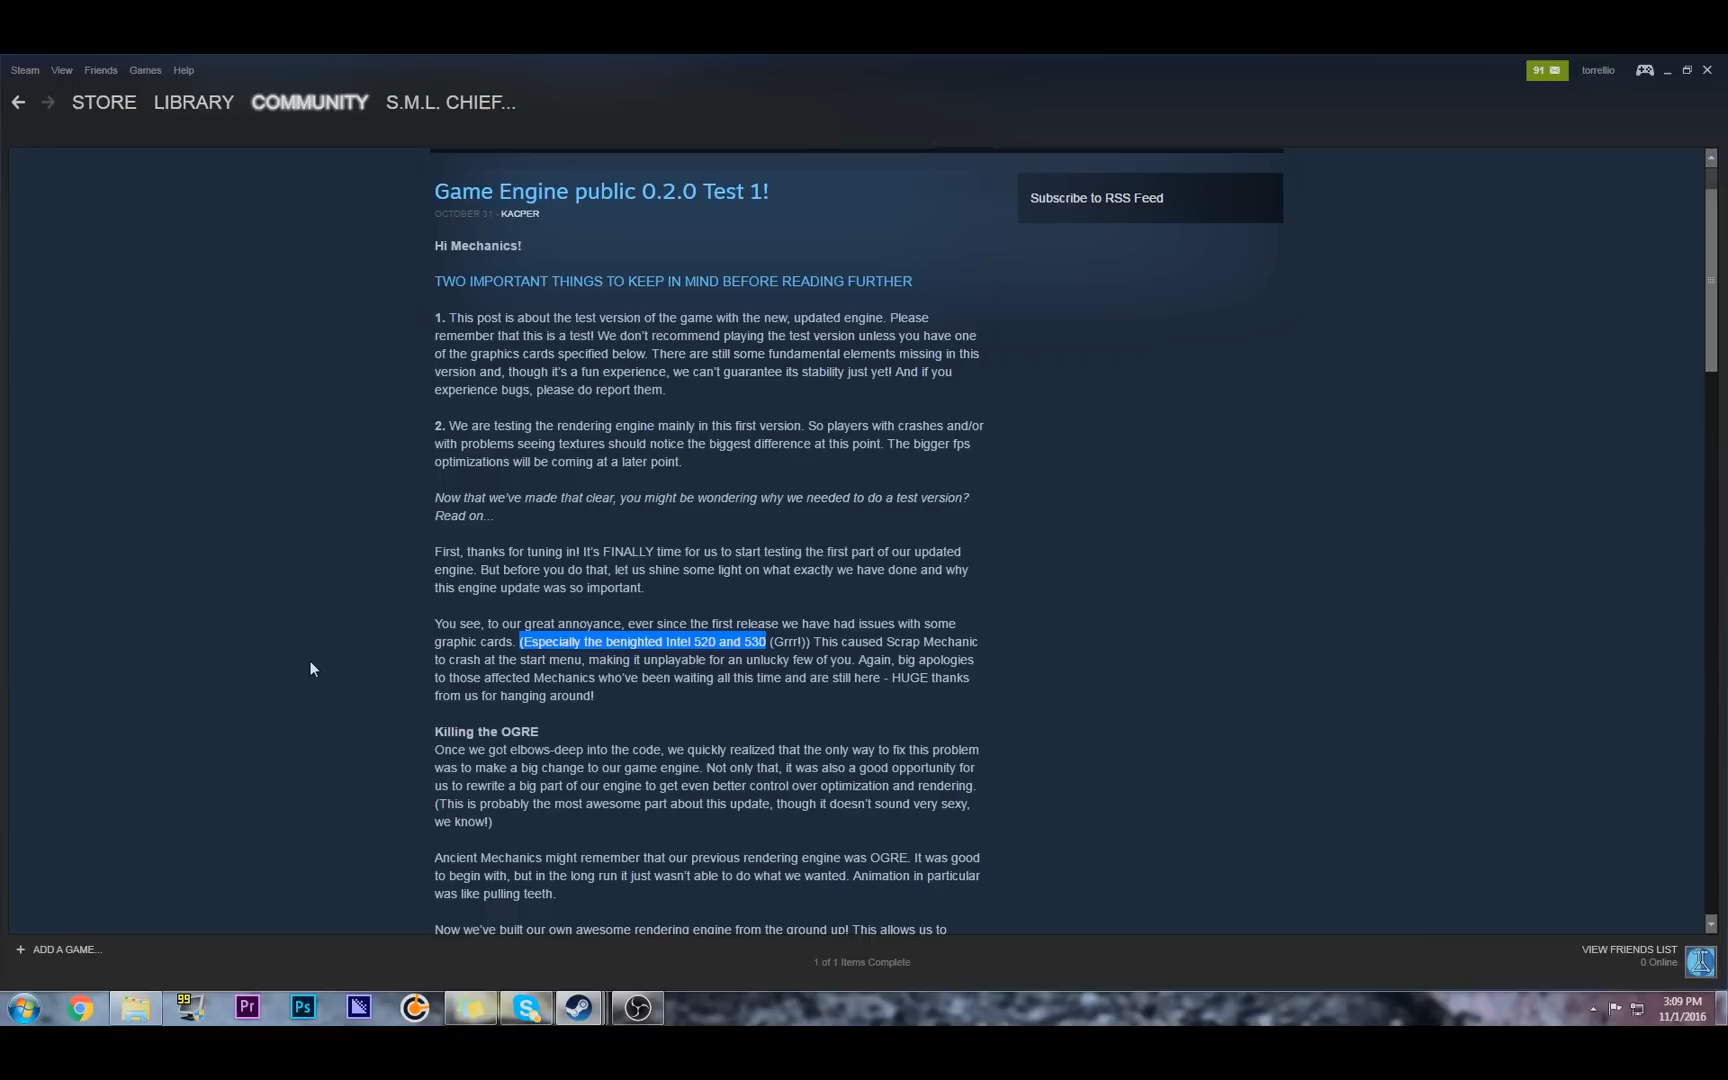 Steam View Friends Games Help
91
torrellio
STORE LIBRARY COMMUNITY S.M.L. CHIEF...
Game Engine public 0.2.0 Test 1!
OCTOBER 31 - KACPER
Subscribe to RSS Feed
Hi Mechanics!
TWO IMPORTANT THINGS TO KEEP IN MIND BEFORE READING FURTHER
1. This post is about the test version of the game with the new, updated engine. Please
remember that this is a test! We don't recommend playing the test version unless you have one
of the graphics cards specified below. There are still some fundamental elements missing in this
version and, though it's a fun experience, we can't guarantee its stability just yet! And if you
experience bugs, please do report them.
2. We are testing the rendering engine mainly in this first version. So players with crashes and/or
with problems seeing textures should notice the biggest difference at this point. The bigger fps
optimizations will be coming at a later point.
Now that we've made that clear, you might be wondering why we needed to do a test version?
Read on...
First, thanks for tuning in! It's FINALLY time for us to start testing the first part of our updated
engine. But before you do that, let us shine some light on what exactly we have done and why
this engine update was so important.
You see, to our great annoyance, ever since the first release we have had issues with some
graphic cards. (Especially the benighted Intel 520 and 530 (Grrr!)) This caused Scrap Mechanic
to crash at the start menu, making it unplayable for an unlucky few of you. Again, big apologies
to those affected Mechanics who've been waiting all this time and are still here - HUGE thanks
from us for hanging around!
Killing the OGRE
Once we got elbows-deep into the code, we quickly realized that the only way to fix this problem
was to make a big change to our game engine. Not only that, it was also a good opportunity for
us to rewrite a big part of our engine to get even better control over optimization and rendering.
(This is probably the most awesome part about this update, though it doesn't sound very sexy,
we know!)
Ancient Mechanics might remember that our previous rendering engine was OGRE. It was good
to begin with, but in the long run it just wasn't able to do what we wanted. Animation in particular
was like pulling teeth.
Now we've built our own awesome rendering engine from the ground up! This allows us to
+ ADD A GAME...
1 of 1 Items Complete
VIEW FRIENDS LIST
0 Online
99
Pr
Ps
3:09 PM
11/1/2016